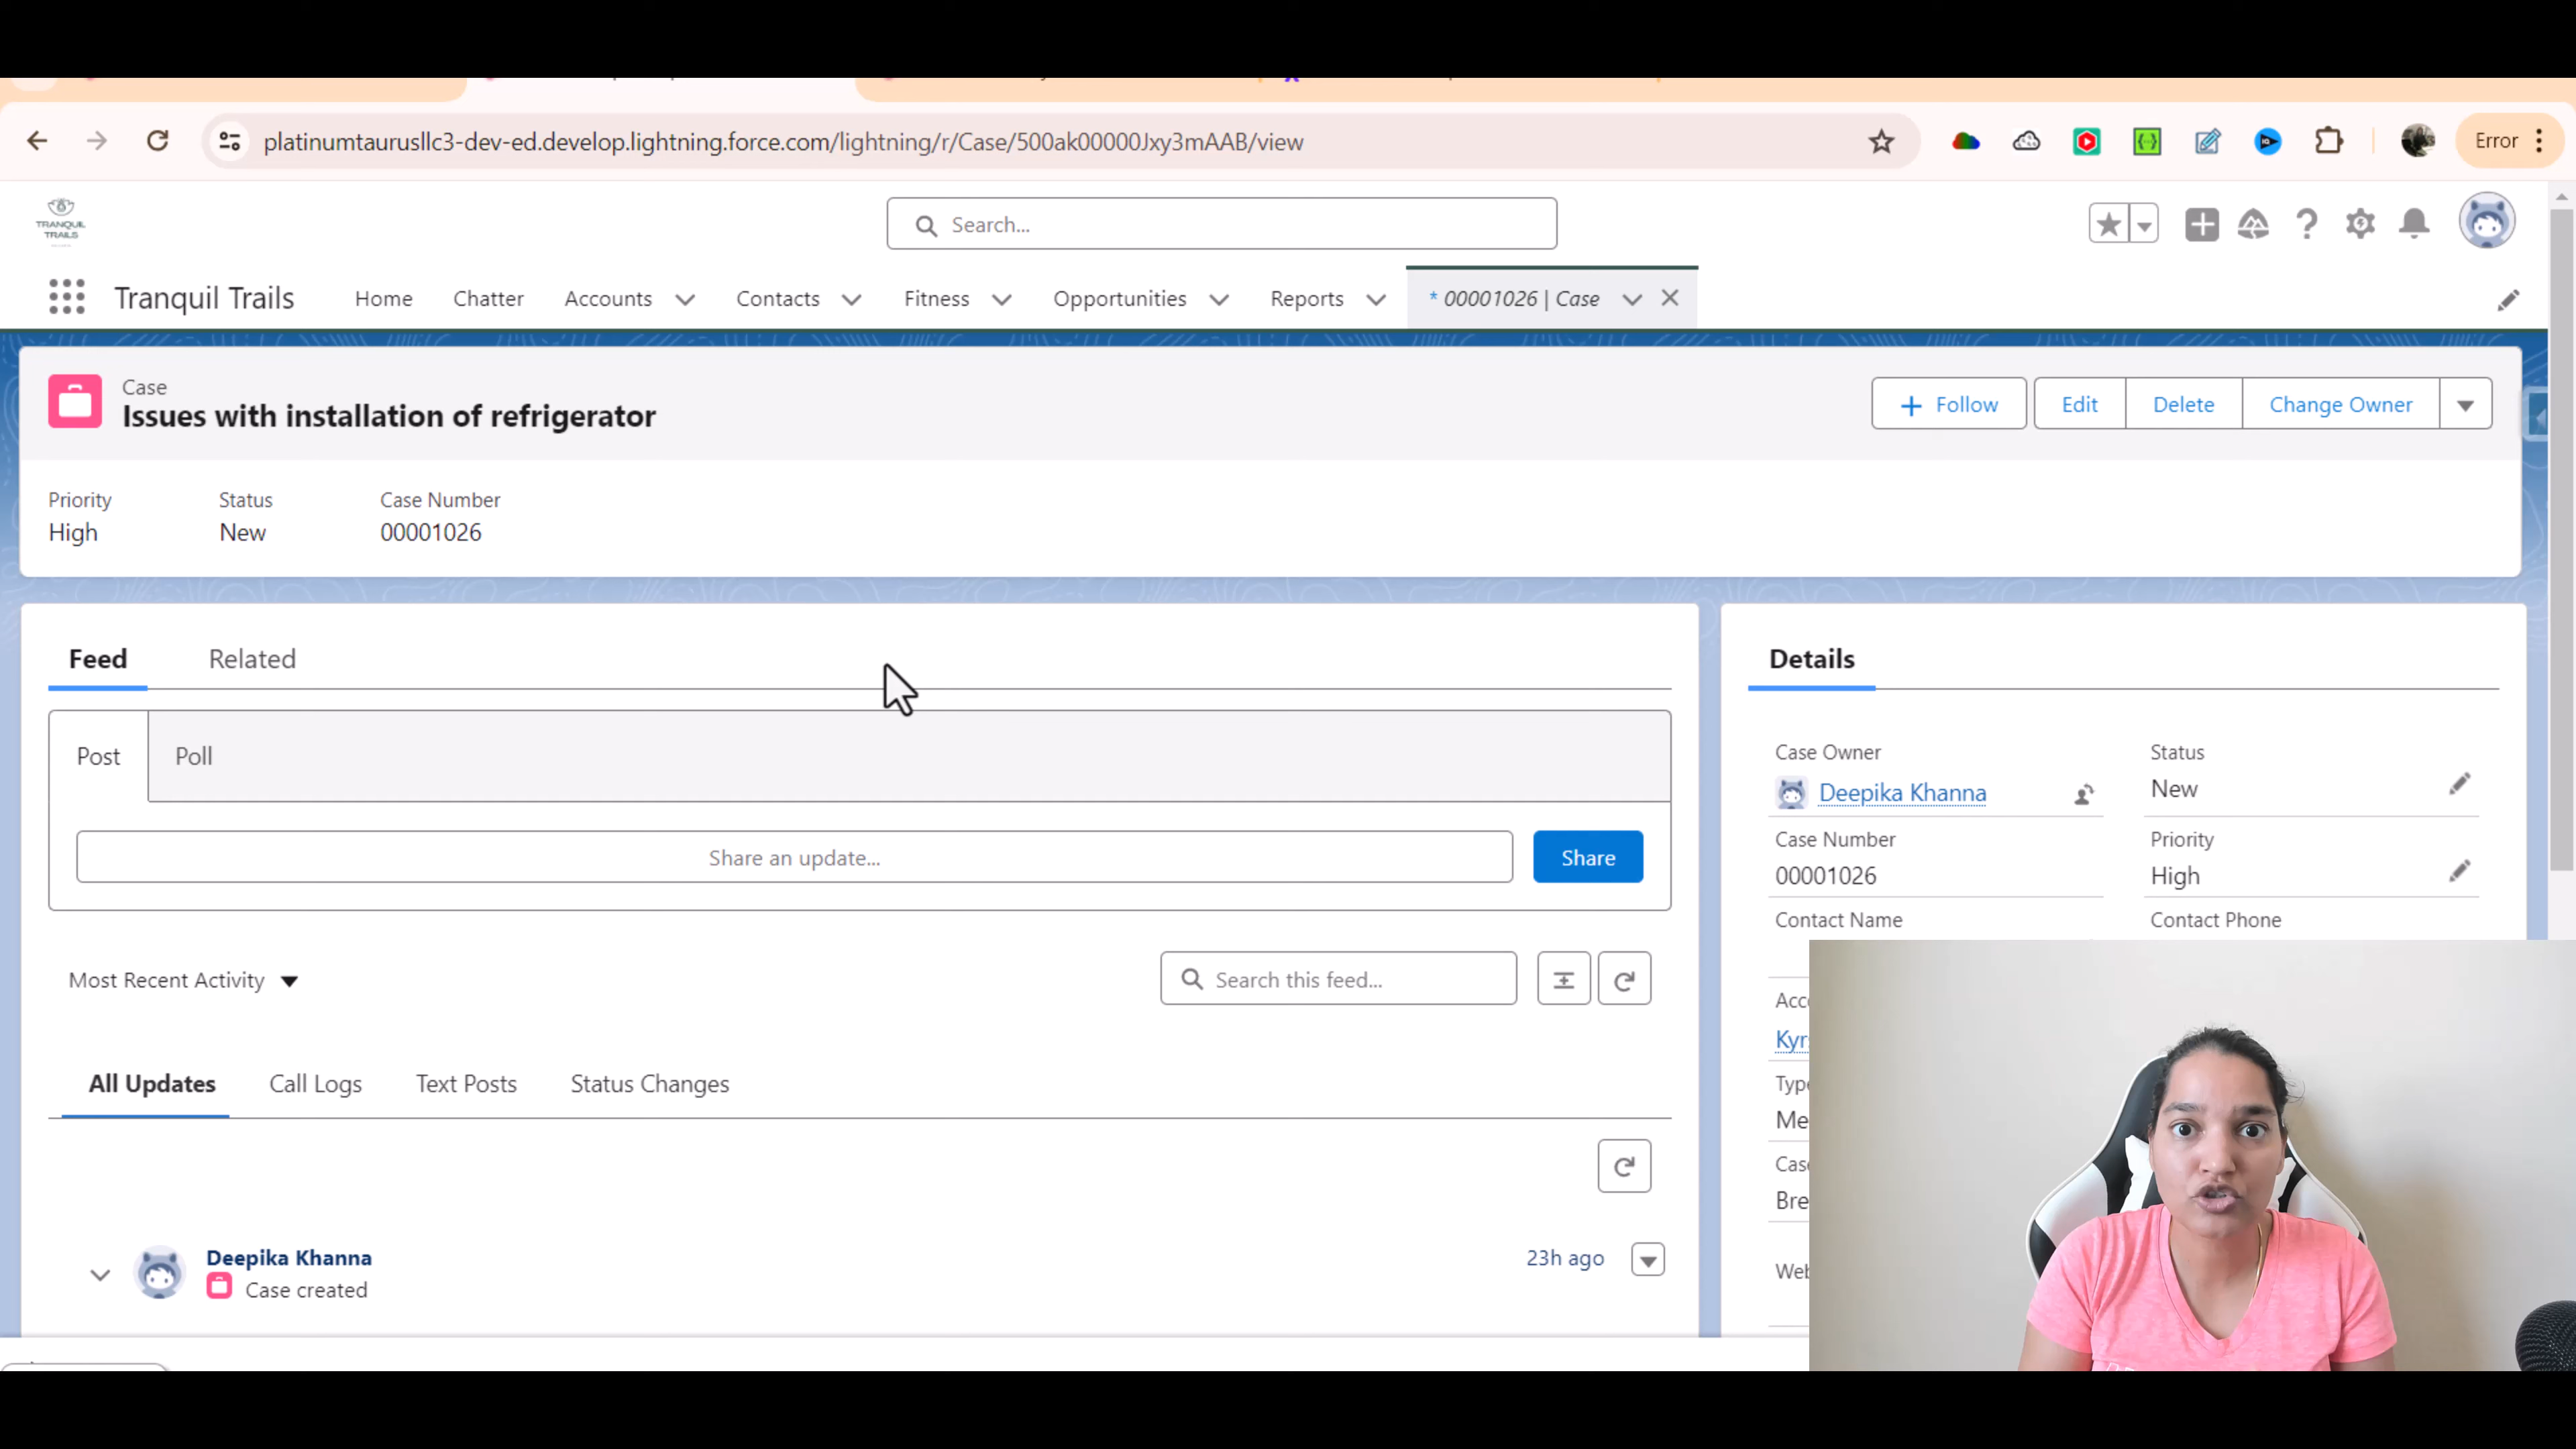 platinumtaurusllc3-dev-ed.develop.lightning.force.com/lightning/r/Case/500ak00000Jxy3mAAB/view
Error
TRANQUIL
TRAILS
Search...
Tranquil Trails
Home
Chatter
Accounts
Contacts
Fitness
Opportunities
Reports
* 00001026 | Case
Case
Issues with installation of refrigerator
Follow
Edit
Delete
Change Owner
Priority
Status
Case Number
High
New
00001026
Feed
Related
Post
Poll
Share an update...
Share
Most Recent Activity
Search this feed...
All Updates
Call Logs
Text Posts
Status Changes
Deepika Khanna
Case created
23h ago
Details
Case Owner
Deepika Khanna
Status
New
Case Number
00001026
Priority
High
Contact Name
Contact Phone
Acc
Kyr
Type
Me
Cas
Bre
Web